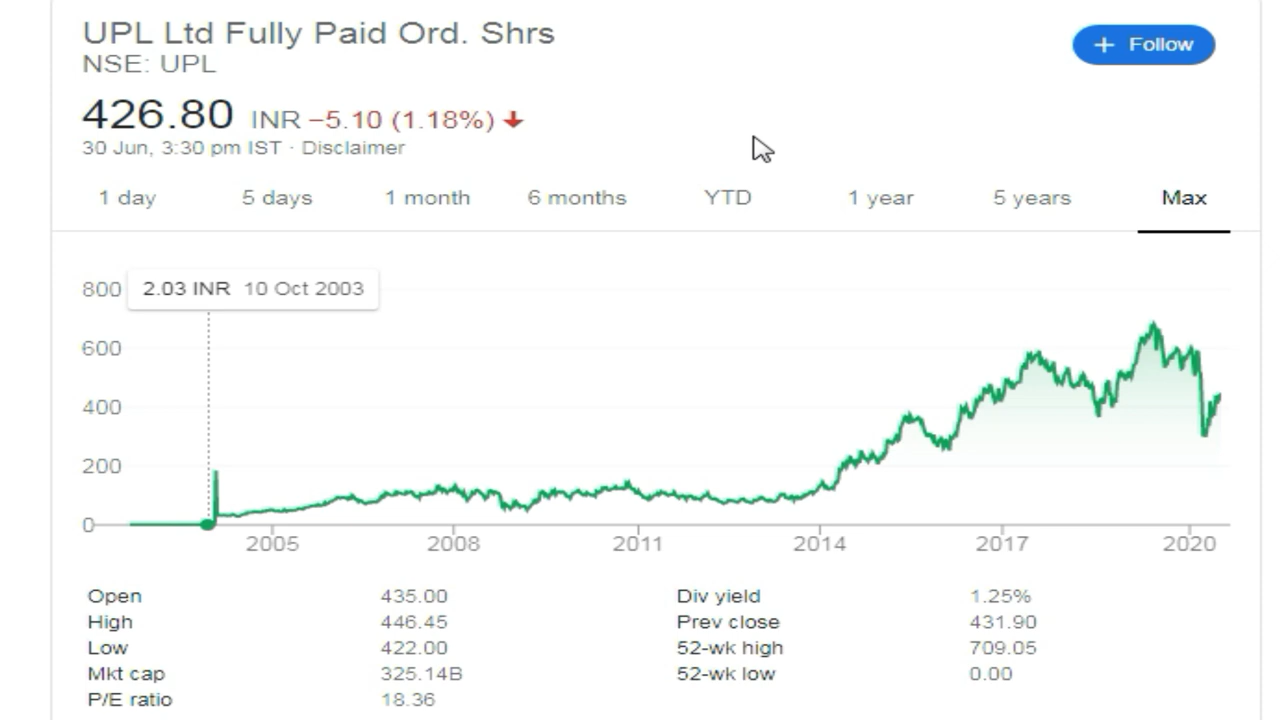 UPL Ltd Fully Paid Ord. Shrs
NSE: UPL
+ Follow
426.80 INR −5.10 (1.18%)
30 Jun, 3:30 pm IST · Disclaimer
1 day 5 days 1 month 6 months YTD 1 year 5 years Max
2.03 INR 10 Oct 2003
800
600
400
200
0
2005 2008 2011 2014 2017 2020
Open 435.00 Div yield 1.25%
High 446.45 Prev close 431.90
Low 422.00 52-wk high 709.05
Mkt cap 325.14B 52-wk low 0.00
P/E ratio 18.36